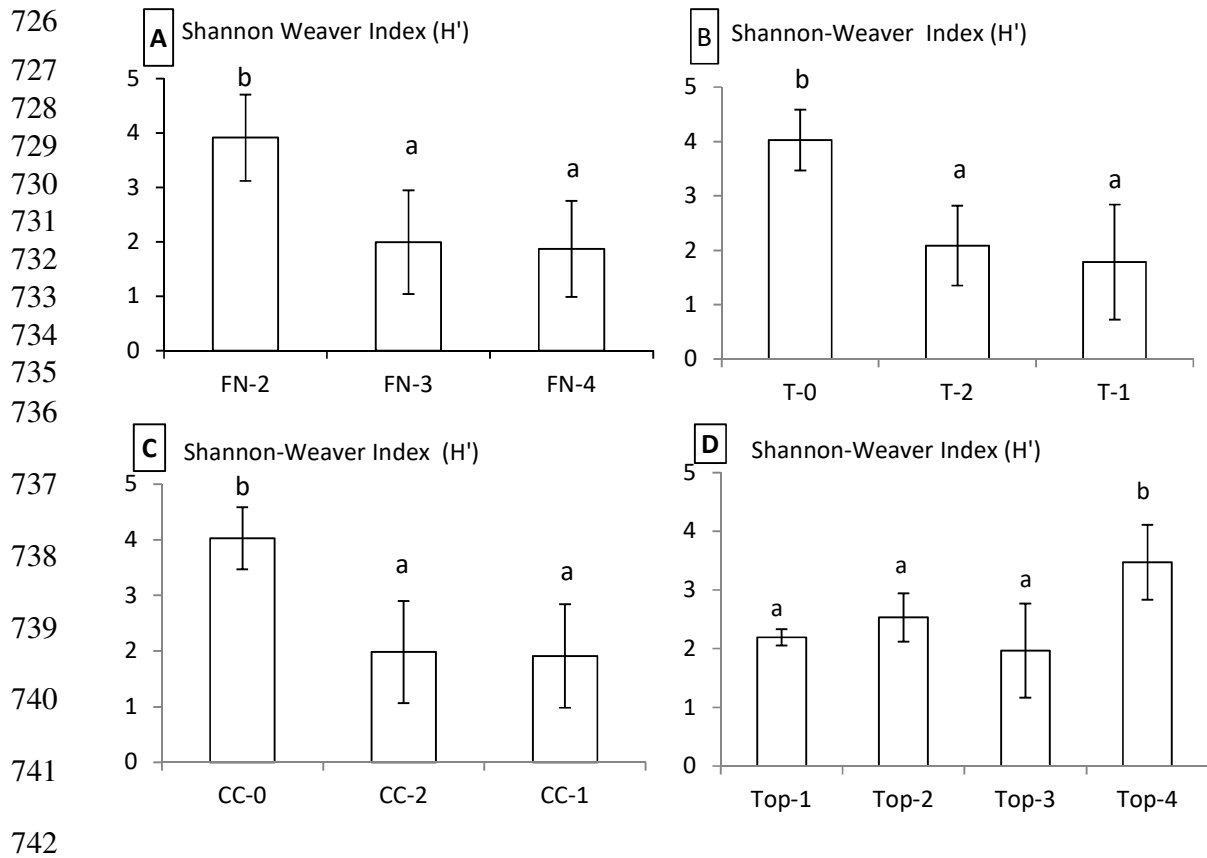 726
727
728
729
730
731
732
733
734
735
736
737
738
739
740
741
742
A Shannon Weaver Index (H')
5
4
3
2
1
0
b
a
a
FN-2 FN-3 FN-4
B Shannon-Weaver Index (H')
5
4
3
2
1
0
b
a
a
T-0 T-2 T-1
C Shannon-Weaver Index (H')
5
4
3
2
1
0
b
a
a
CC-0 CC-2 CC-1
D Shannon-Weaver Index (H')
5
4
3
2
1
0
a
a
a
b
Top-1 Top-2 Top-3 Top-4